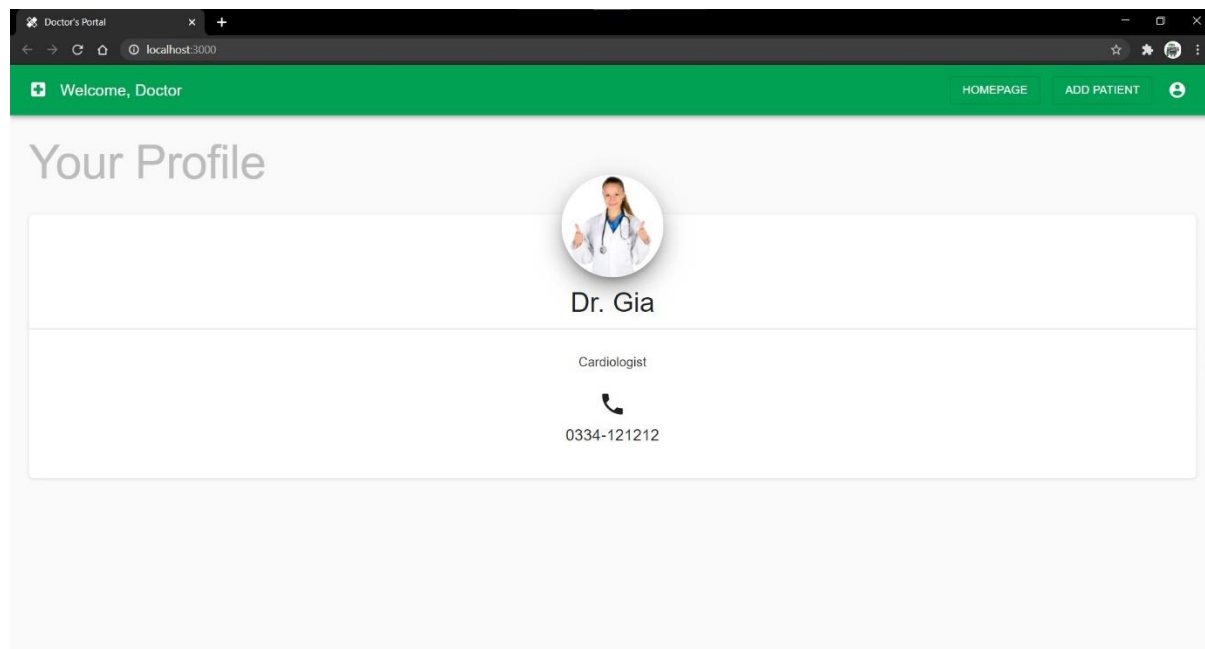 Doctor's Portal
localhost:3000
Welcome, Doctor
HOMEPAGE
ADD PATIENT
Your Profile
Dr. Gia
Cardiologist
0334-121212